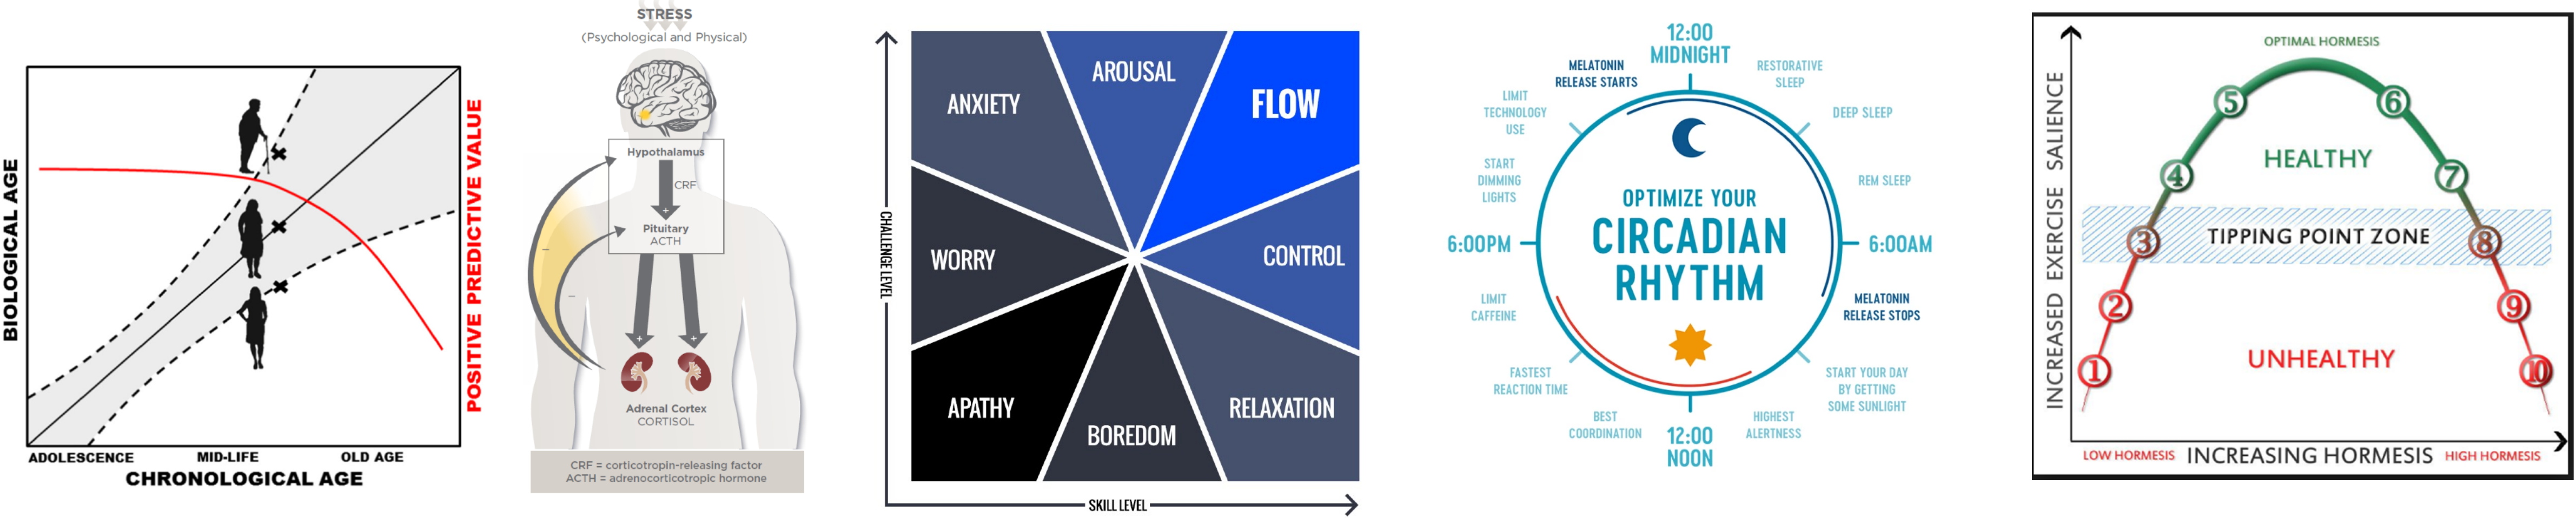 BIOLOGICAL AGE
POSITIVE PREDICTIVE VALUE
ADOLESCENCE
MID-LIFE
OLD AGE
CHRONOLOGICAL AGE
STRESS
(Psychological and Physical)
Hypothalamus
CRF
+
Pituitary
ACTH
–
–
+
+
Adrenal Cortex
CORTISOL
CRF = corticotropin-releasing factor
ACTH = adrenocorticotropic hormone
CHALLENGE LEVEL
ANXIETY
AROUSAL
FLOW
WORRY
CONTROL
APATHY
BOREDOM
RELAXATION
SKILL LEVEL
12:00
MIDNIGHT
MELATONIN
RELEASE STARTS
RESTORATIVE
SLEEP
LIMIT
TECHNOLOGY
USE
DEEP SLEEP
START
DIMMING
LIGHTS
REM SLEEP
OPTIMIZE YOUR
CIRCADIAN
RHYTHM
6:00PM
6:00AM
LIMIT
CAFFEINE
MELATONIN
RELEASE STOPS
FASTEST
REACTION TIME
START YOUR DAY
BY GETTING
SOME SUNLIGHT
BEST
COORDINATION
HIGHEST
ALERTNESS
12:00
NOON
INCREASED EXERCISE SALIENCE
OPTIMAL HORMESIS
5
6
HEALTHY
4
7
TIPPING POINT ZONE
3
8
2
9
UNHEALTHY
1
10
LOW HORMESIS
INCREASING HORMESIS
HIGH HORMESIS